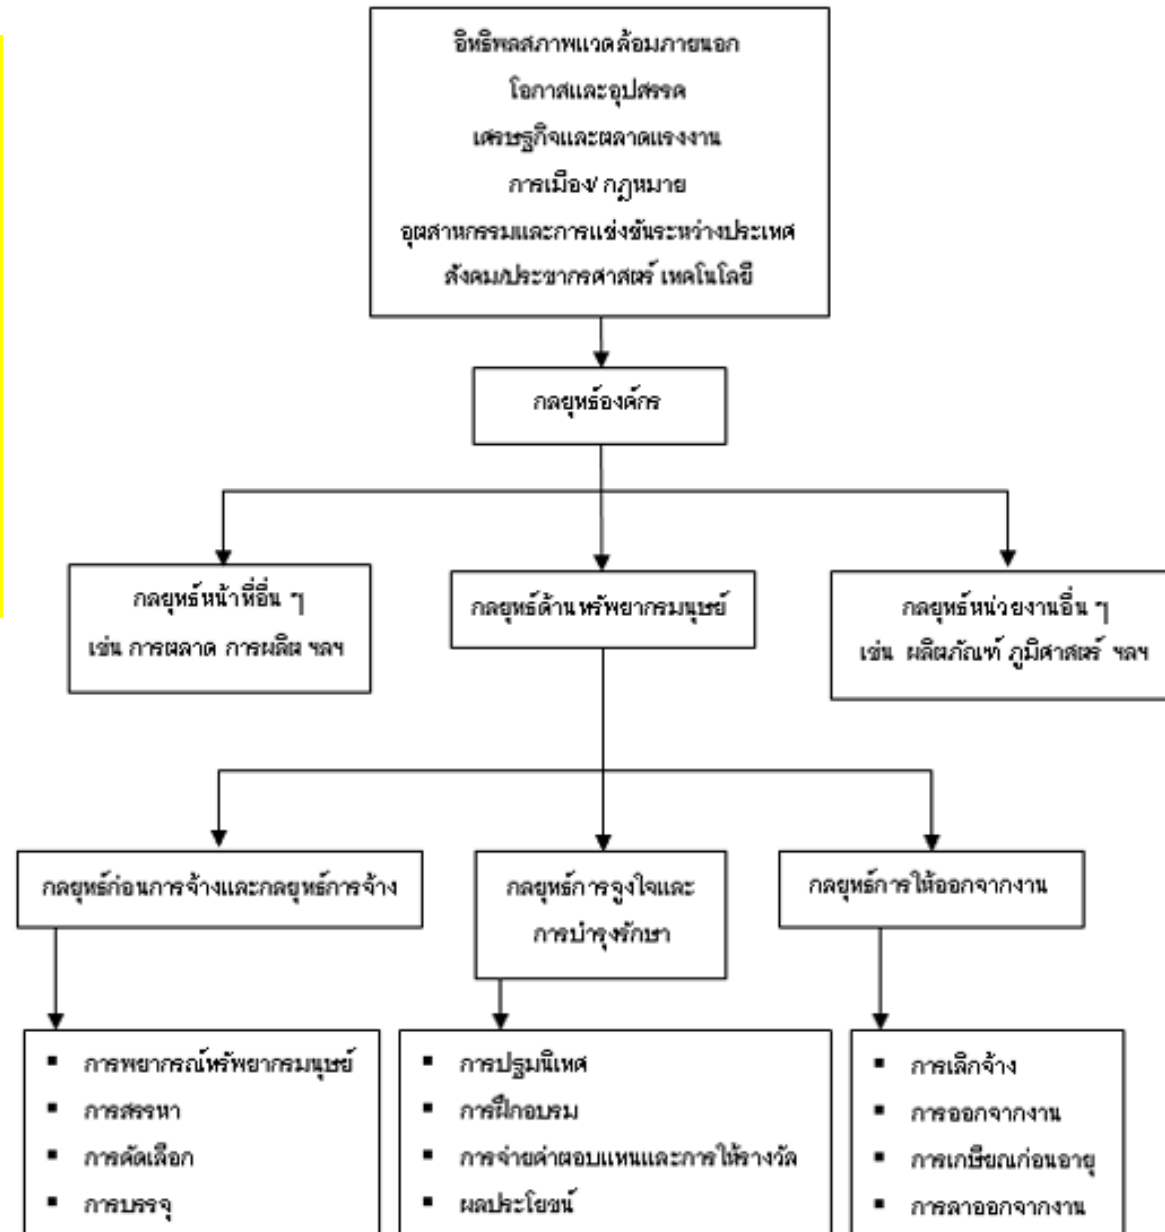 อิทธิพลสภาพแวดล้อมภายนอก
โอกาสและอุปสรรค
เศรษฐกิจและตลาดแรงงาน
การเมือง/ กฎหมาย
อุตสาหกรรมและการแข่งขันระหว่างประเทศ
สังคม/ประชากรศาสตร์ เทคโนโลยี
กลยุทธ์องค์กร
กลยุทธ์หน้าที่อื่น ๆ
เช่น การตลาด การผลิต ฯลฯ
กลยุทธ์ด้านทรัพยากรมนุษย์
กลยุทธ์หน่วยงานอื่น ๆ
เช่น ผลิตภัณฑ์ ภูมิศาสตร์ ฯลฯ
กลยุทธ์ก่อนการจ้างและกลยุทธ์การจ้าง
กลยุทธ์การจูงใจและ
การบำรุงรักษา
กลยุทธ์การให้ออกจากงาน
▪ การพยากรณ์ทรัพยากรมนุษย์
▪ การสรรหา
▪ การคัดเลือก
▪ การบรรจุ
▪ การปฐมนิเทศ
▪ การฝึกอบรม
▪ การจ่ายค่าตอบแทนและการให้รางวัล
▪ ผลประโยชน์
▪ การเลิกจ้าง
▪ การออกจากงาน
▪ การเกษียณก่อนอายุ
▪ การลาออกจากงาน